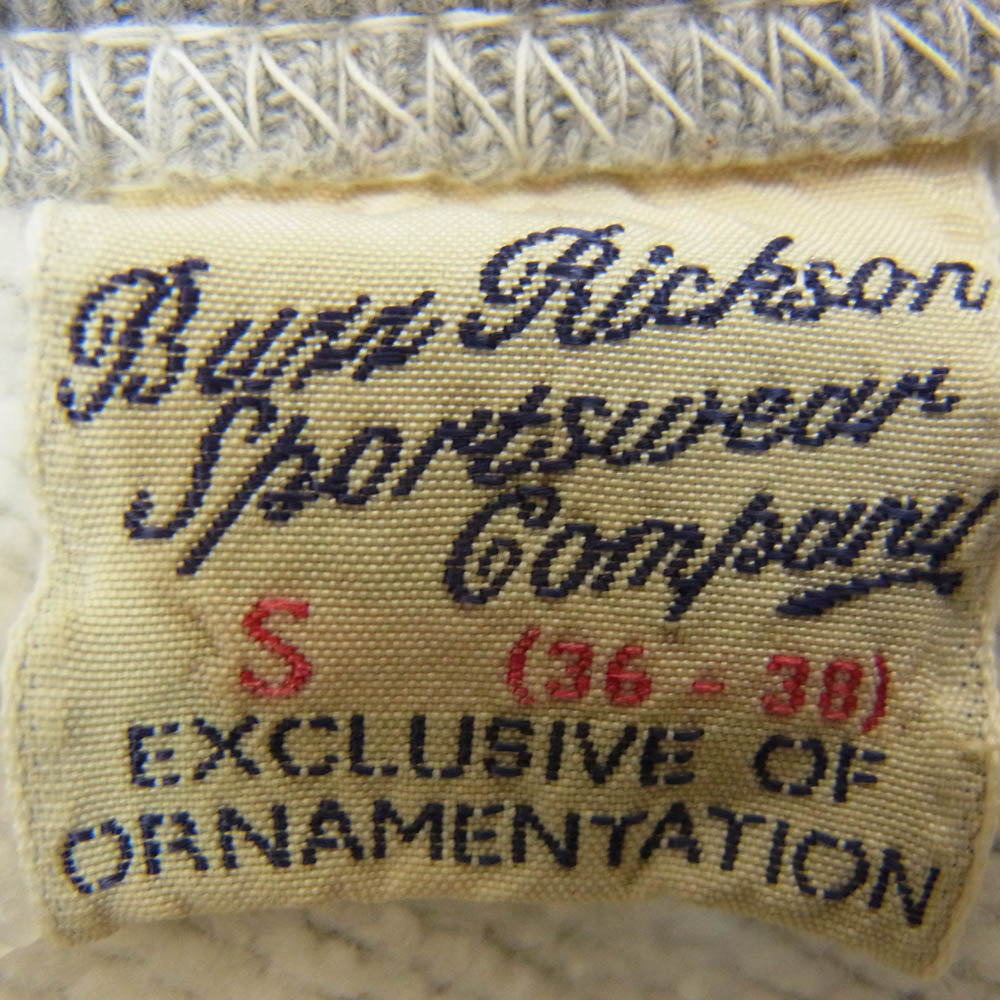 Buzz Rickson
Sportswear
Company
S (36 - 38)
EXCLUSIVE OF
ORNAMENTATION